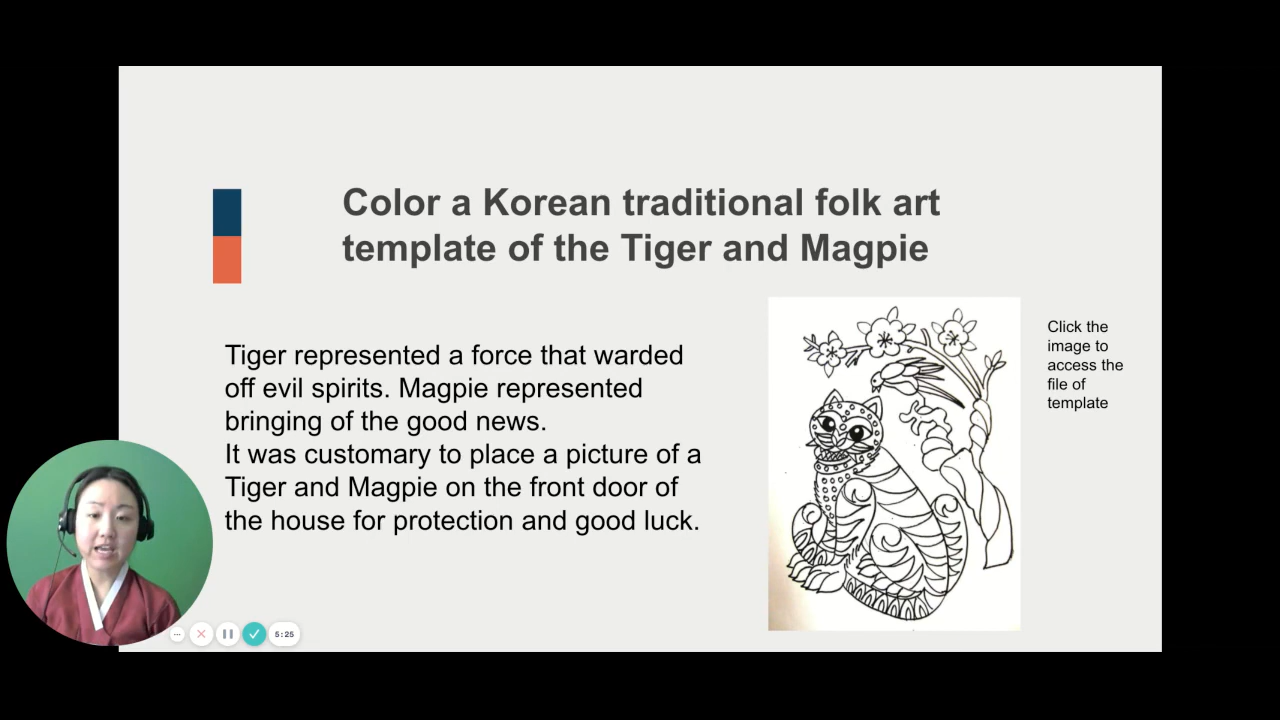 Color a Korean traditional folk art
template of the Tiger and Magpie
Tiger represented a force that warded
off evil spirits. Magpie represented
bringing of the good news.
It was customary to place a picture of a
Tiger and Magpie on the front door of
the house for protection and good luck.
Click the
image to
access the
file of
template
5:25